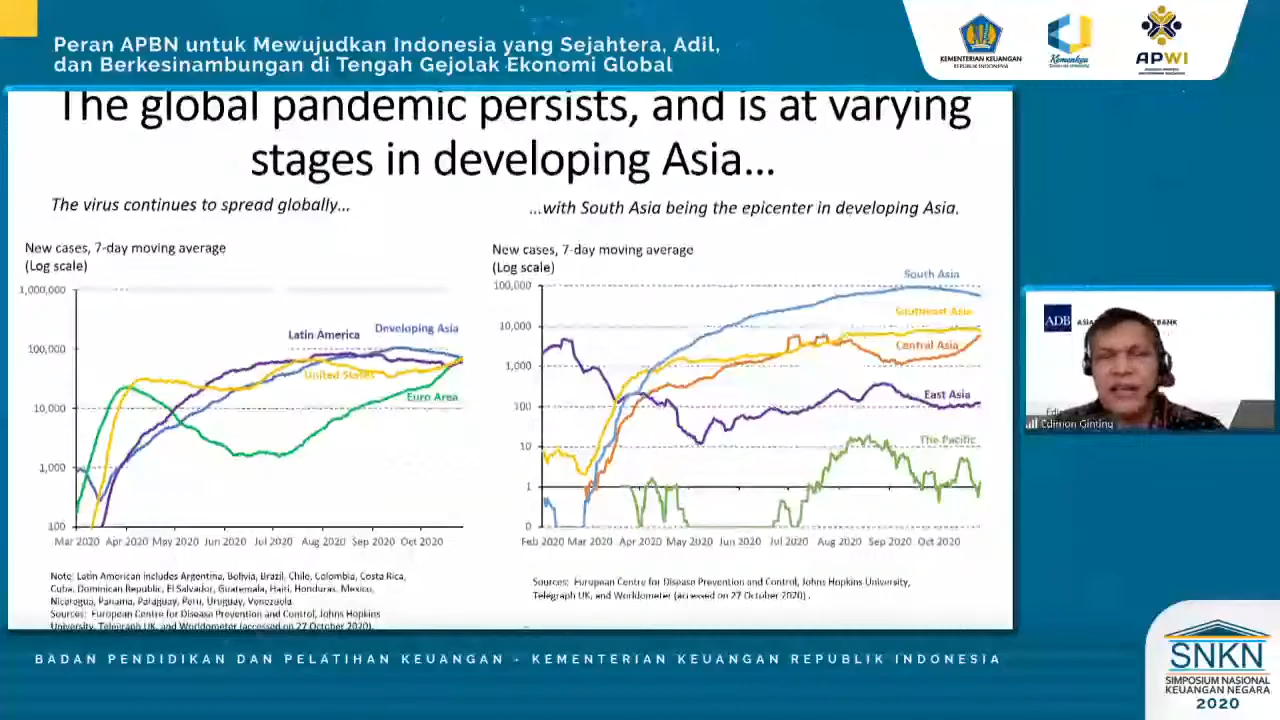 Peran APBN untuk Mewujudkan Indonesia yang Sejahtera, Adil,
dan Berkesinambungan di Tengah Gejolak Ekonomi Global
KEMENTERIAN KEUANGAN
REPUBLIK INDONESIA
Kemenkeu
APWI
The global pandemic persists, and is at varying
stages in developing Asia...
The virus continues to spread globally...
New cases, 7-day moving average
(Log scale)
1,000,000
100,000
10,000
1,000
100
Latin America
Developing Asia
United States
Euro Area
Mar 2020 Apr 2020 May 2020 Jun 2020 Jul 2020 Aug 2020 Sep 2020 Oct 2020
Note: Latin American includes Argentina, Bolivia, Brazil, Chile, Colombia, Costa Rica,
Cuba, Dominican Republic, El Salvador, Guatemala, Haiti, Honduras, Mexico,
Nicaragua, Panama, Paraguay, Peru, Uruguay, Venezuela
Sources: European Centre for Disease Prevention and Control, Johns Hopkins
University, Telegraph UK, and Worldometer (accessed on 27 October 2020).
...with South Asia being the epicenter in developing Asia.
New cases, 7-day moving average
(Log scale)
100,000
10,000
1,000
100
10
1
0
South Asia
Southeast Asia
Central Asia
East Asia
The Pacific
Feb 2020 Mar 2020 Apr 2020 May 2020 Jun 2020 Jul 2020 Aug 2020 Sep 2020 Oct 2020
Sources: European Centre for Disease Prevention and Control, Johns Hopkins University,
Telegraph UK, and Worldometer (accessed on 27 October 2020) .
ADB
Edimon Ginting
BADAN PENDIDIKAN DAN PELATIHAN KEUANGAN - KEMENTERIAN KEUANGAN REPUBLIK INDONESIA
SNKN
SIMPOSIUM NASIONAL
KEUANGAN NEGARA
2020